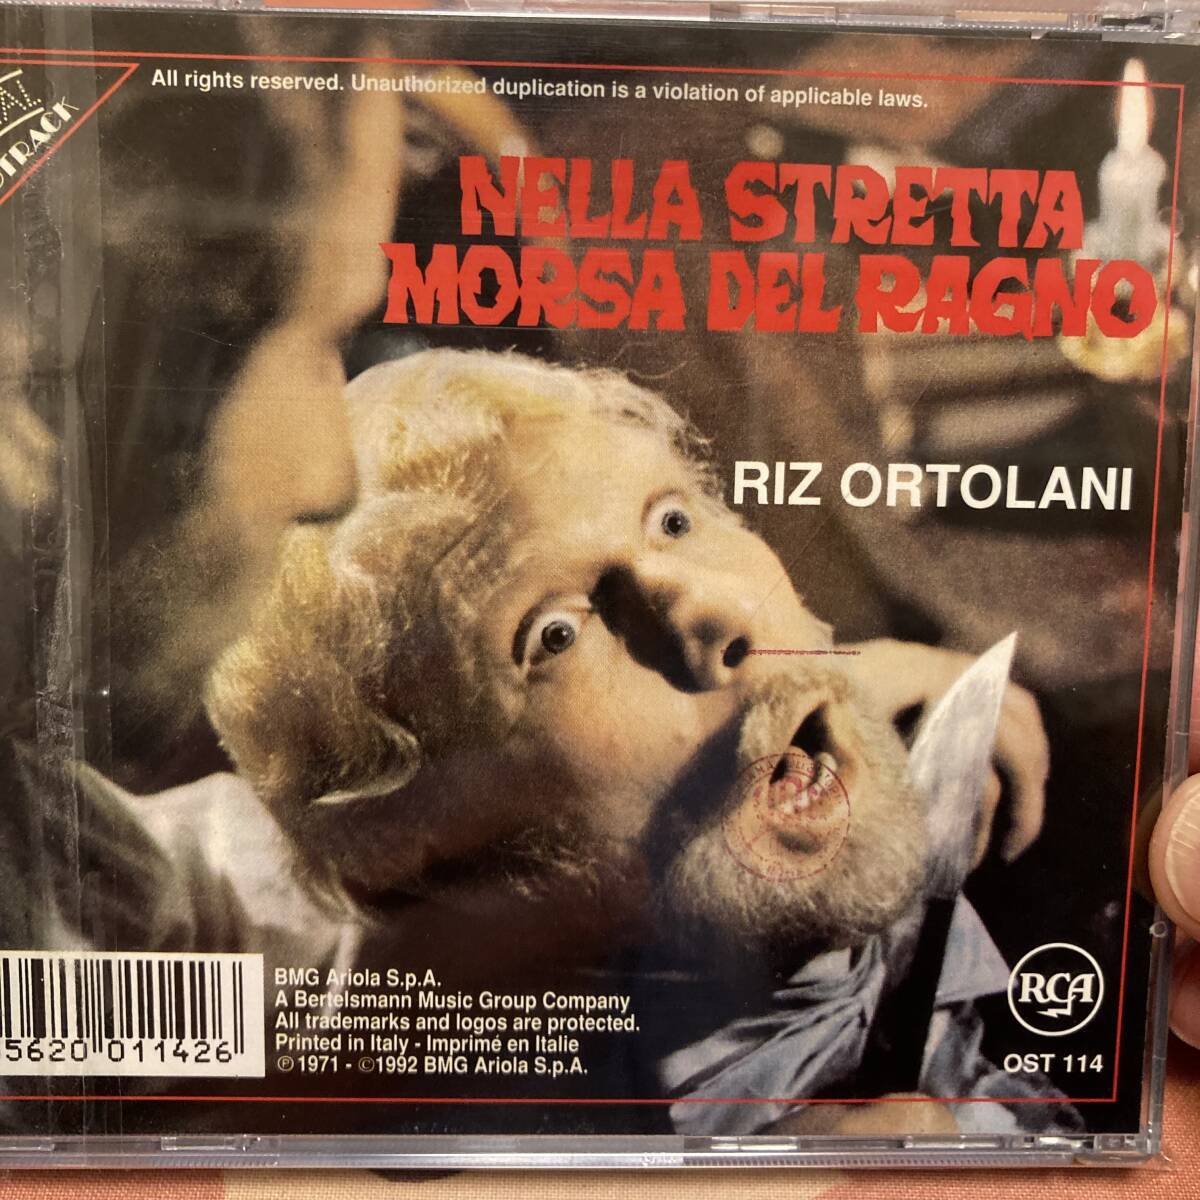 TRACK
All rights reserved. Unauthorized duplication is a violation of applicable laws.
NELLA STRETTA
MORSA DEL RAGNO
RIZ ORTOLANI
BMG Ariola S.p.A.
A Bertelsmann Music Group Company
All trademarks and logos are protected.
Printed in Italy - Imprimé en Italie
℗1971 - ©1992 BMG Ariola S.p.A.
5620 011426
RCA
OST 114